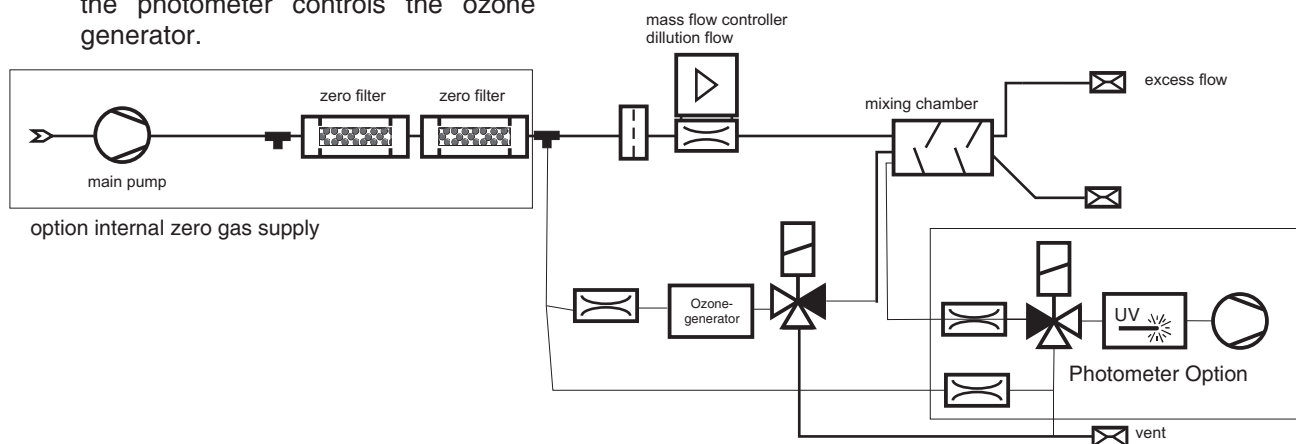 the photometer controls the ozone
generator.
mass flow controller
dillution flow
excess flow
zero filter
zero filter
mixing chamber
main pump
option internal zero gas supply
Ozone-
generator
UV
Photometer Option
vent